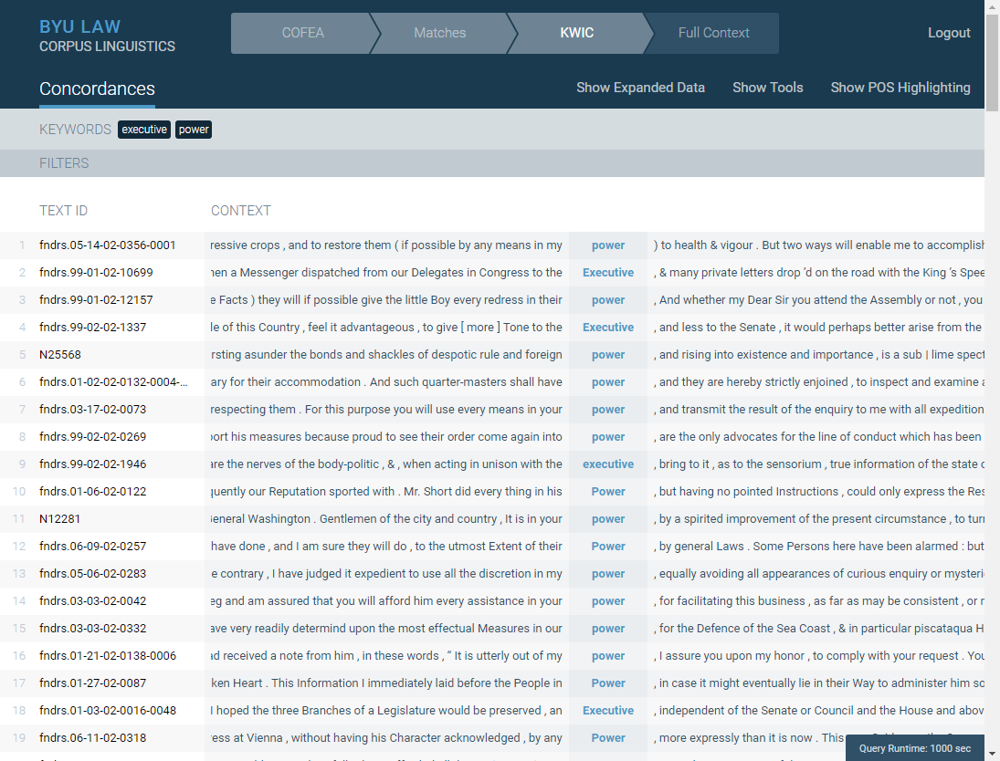 BYU LAW
CORPUS LINGUISTICS
COFEA Matches KWIC Full Context
Logout
Concordances
Show Expanded Data Show Tools Show POS Highlighting
KEYWORDS executive power
FILTERS
TEXT ID CONTEXT
1 fndrs.05-14-02-0356-0001 ressive crops , and to restore them ( if possible by any means in my power ) to health & vigour . But two ways will enable me to accomplish
2 fndrs.99-01-02-10699 a Messenger dispatched from our Delegates in Congress to the Executive , & many private letters drop 'd on the road with the King 's Spee
3 fndrs.99-01-02-12157 e Facts ) they will if possible give the little Boy every redress in their power , And whether my Dear Sir you attend the Assembly or not , you
4 fndrs.99-02-02-1337 le of this Country , feel it advantageous , to give [ more ] Tone to the Executive , and less to the Senate , it would perhaps better arise from the
5 N25568 rsting asunder the bonds and shackles of despotic rule and foreign power , and rising into existence and importance , is a sub | lime spect
6 fndrs.01-02-02-0132-0004-... ary for their accommodation . And such quarter-masters shall have power , and they are hereby strictly enjoined , to inspect and examine
7 fndrs.03-17-02-0073 respecting them . For this purpose you will use every means in your power , and transmit the result of the enquiry to me with all expedition
8 fndrs.99-02-02-0269 ort his measures because proud to see their order come again into power , are the only advocates for the line of conduct which has been
9 fndrs.99-02-02-1946 are the nerves of the body-politic , & , when acting in unison with the executive , bring to it , as to the sensorium , true information of the state
10 fndrs.01-06-02-0122 quently our Reputation sported with . Mr. Short did every thing in his Power , but having no pointed Instructions , could only express the Res
11 N12281 General Washington . Gentlemen of the city and country , It is in your power , by a spirited improvement of the present circumstance , to turn
12 fndrs.06-09-02-0257 have done , and I am sure they will do , to the utmost Extent of their Power , by general Laws . Some Persons here have been alarmed : but
13 fndrs.05-06-02-0283 e contrary , I have judged it expedient to use all the discretion in my power , equally avoiding all appearances of curious enquiry or mysteri
14 fndrs.03-03-02-0042 eg and am assured that you will afford him every assistance in your power , for facilitating this business , as far as may be consistent , or
15 fndrs.03-03-02-0332 ave very readily determind upon the most effectual Measures in our power , for the Defence of the Sea Coast , & in particular piscataqua H
16 fndrs.01-21-02-0138-0006 received a note from him , in these words , " It is utterly out of my power , I assure you upon my honor , to comply with your request . You
17 fndrs.01-27-02-0087 ken Heart . This Information I immediately laid before the People in Power , in case it might eventually lie in their Way to administer him so
18 fndrs.01-03-02-0016-0048 I hoped the three Branches of a Legislature would be preserved , an Executive , independent of the Senate or Council and the House and abov
19 fndrs.06-11-02-0318 ress at Vienna , without having his Character acknowledged , by any Power , more expressly than it is now . This
Query Runtime: 1000 sec